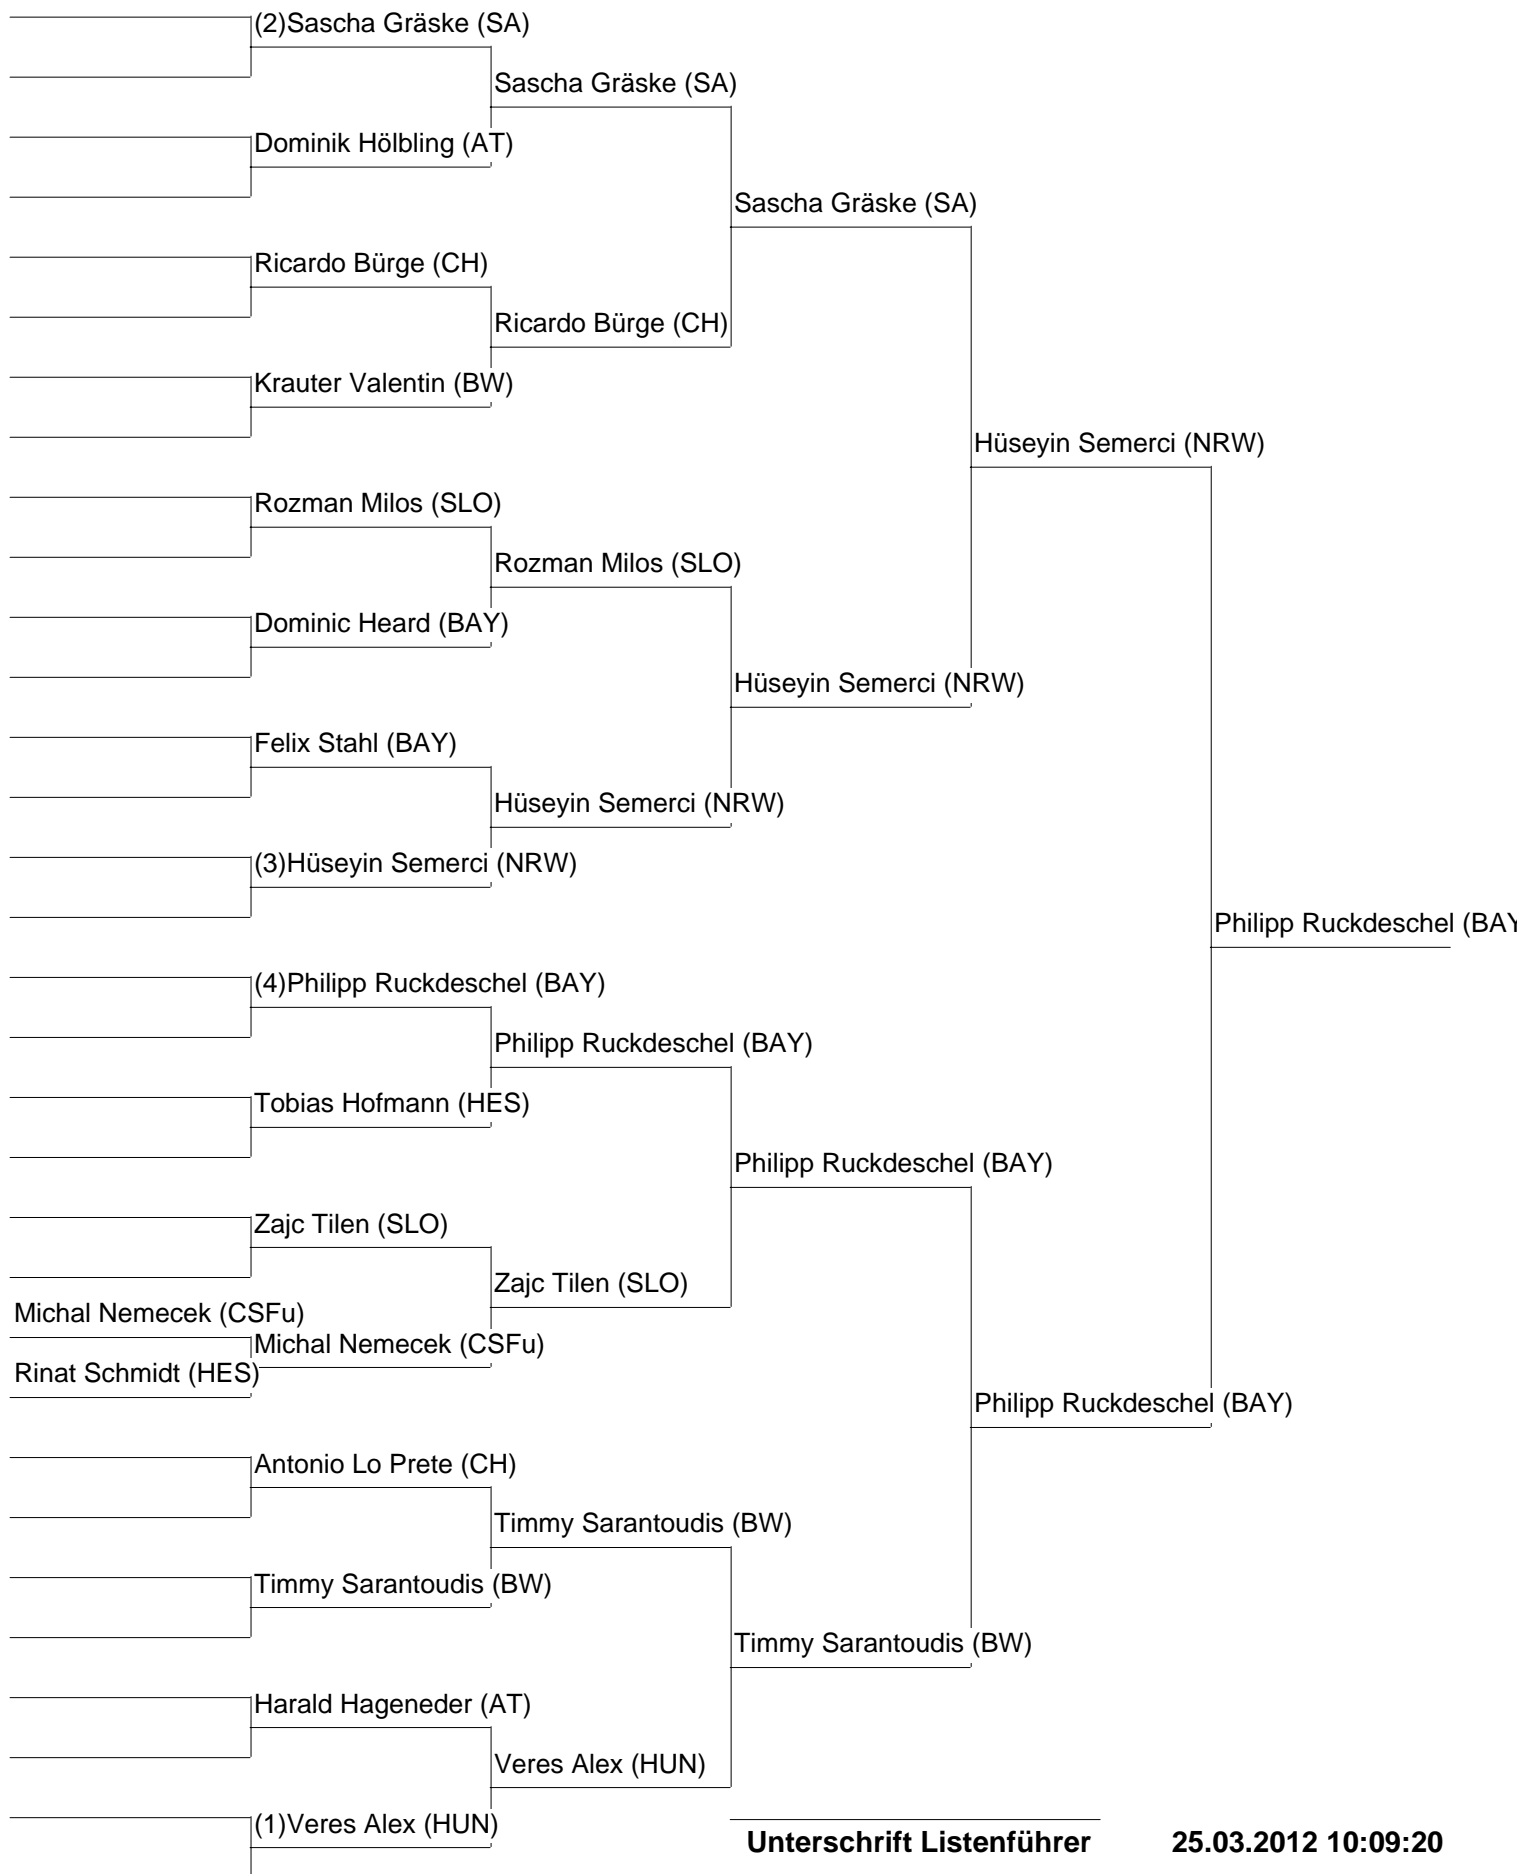 (2)Sascha Gräske (SA)
Sascha Gräske (SA)
Dominik Hölbling (AT)
Sascha Gräske (SA)
Ricardo Bürge (CH)
Ricardo Bürge (CH)
Krauter Valentin (BW)
Hüseyin Semerci (NRW)
Rozman Milos (SLO)
Rozman Milos (SLO)
Dominic Heard (BAY)
Hüseyin Semerci (NRW)
Felix Stahl (BAY)
Hüseyin Semerci (NRW)
(3)Hüseyin Semerci (NRW)
Philipp Ruckdeschel (BAY
(4)Philipp Ruckdeschel (BAY)
Philipp Ruckdeschel (BAY)
Tobias Hofmann (HES)
Philipp Ruckdeschel (BAY)
Zajc Tilen (SLO)
Zajc Tilen (SLO)
Michal Nemecek (CSFu)
Michal Nemecek (CSFu)
Rinat Schmidt (HES)
Philipp Ruckdeschel (BAY)
Antonio Lo Prete (CH)
Timmy Sarantoudis (BW)
Timmy Sarantoudis (BW)
Timmy Sarantoudis (BW)
Harald Hageneder (AT)
Veres Alex (HUN)
(1)Veres Alex (HUN)
Unterschrift Listenführer 25.03.2012 10:09:20